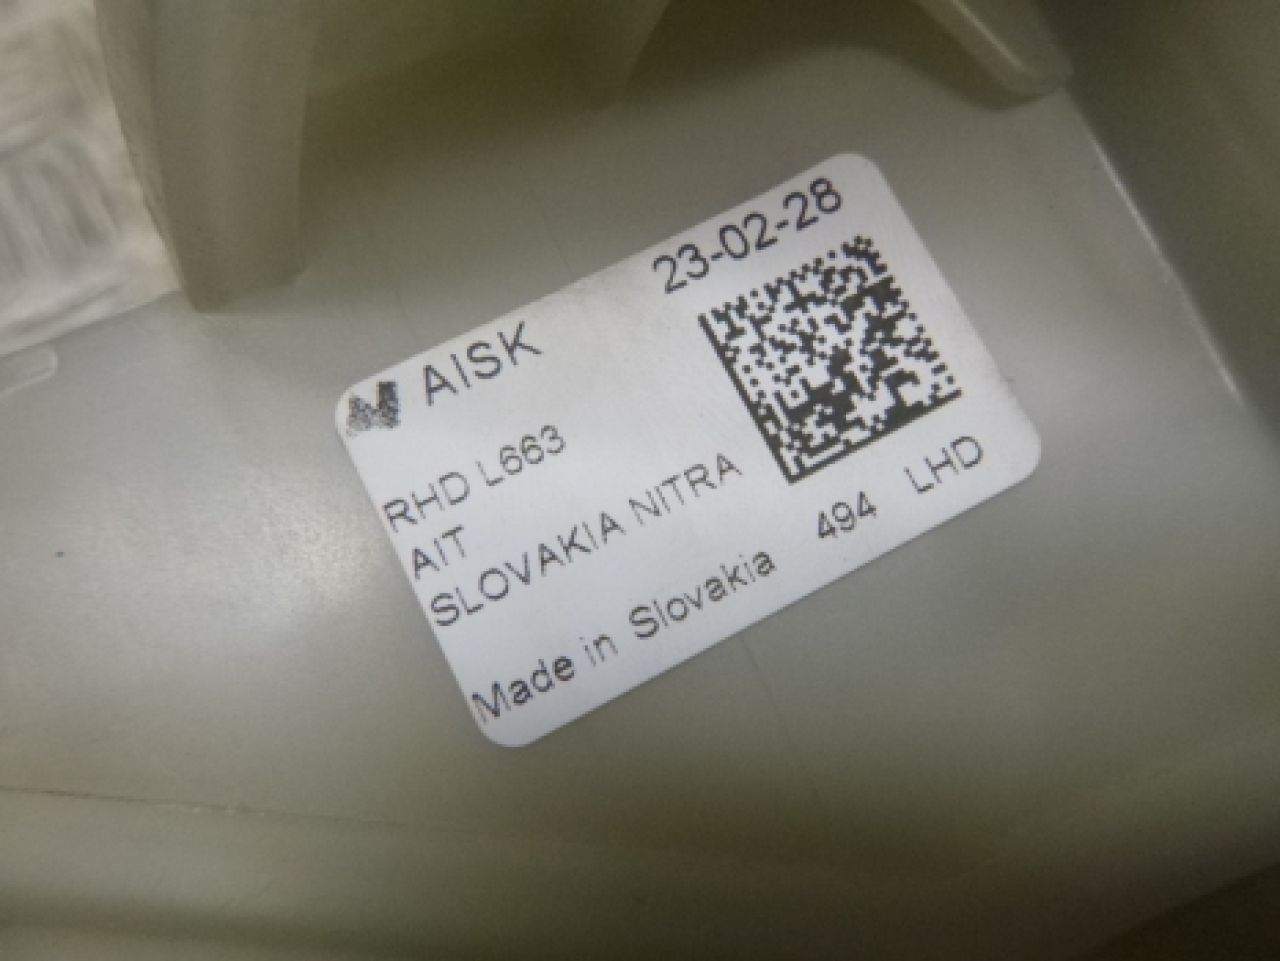 23-02-28
AISK
RHD L663
AIT
SLOVAKIA NITRA
Made in Slovakia 494 LHD